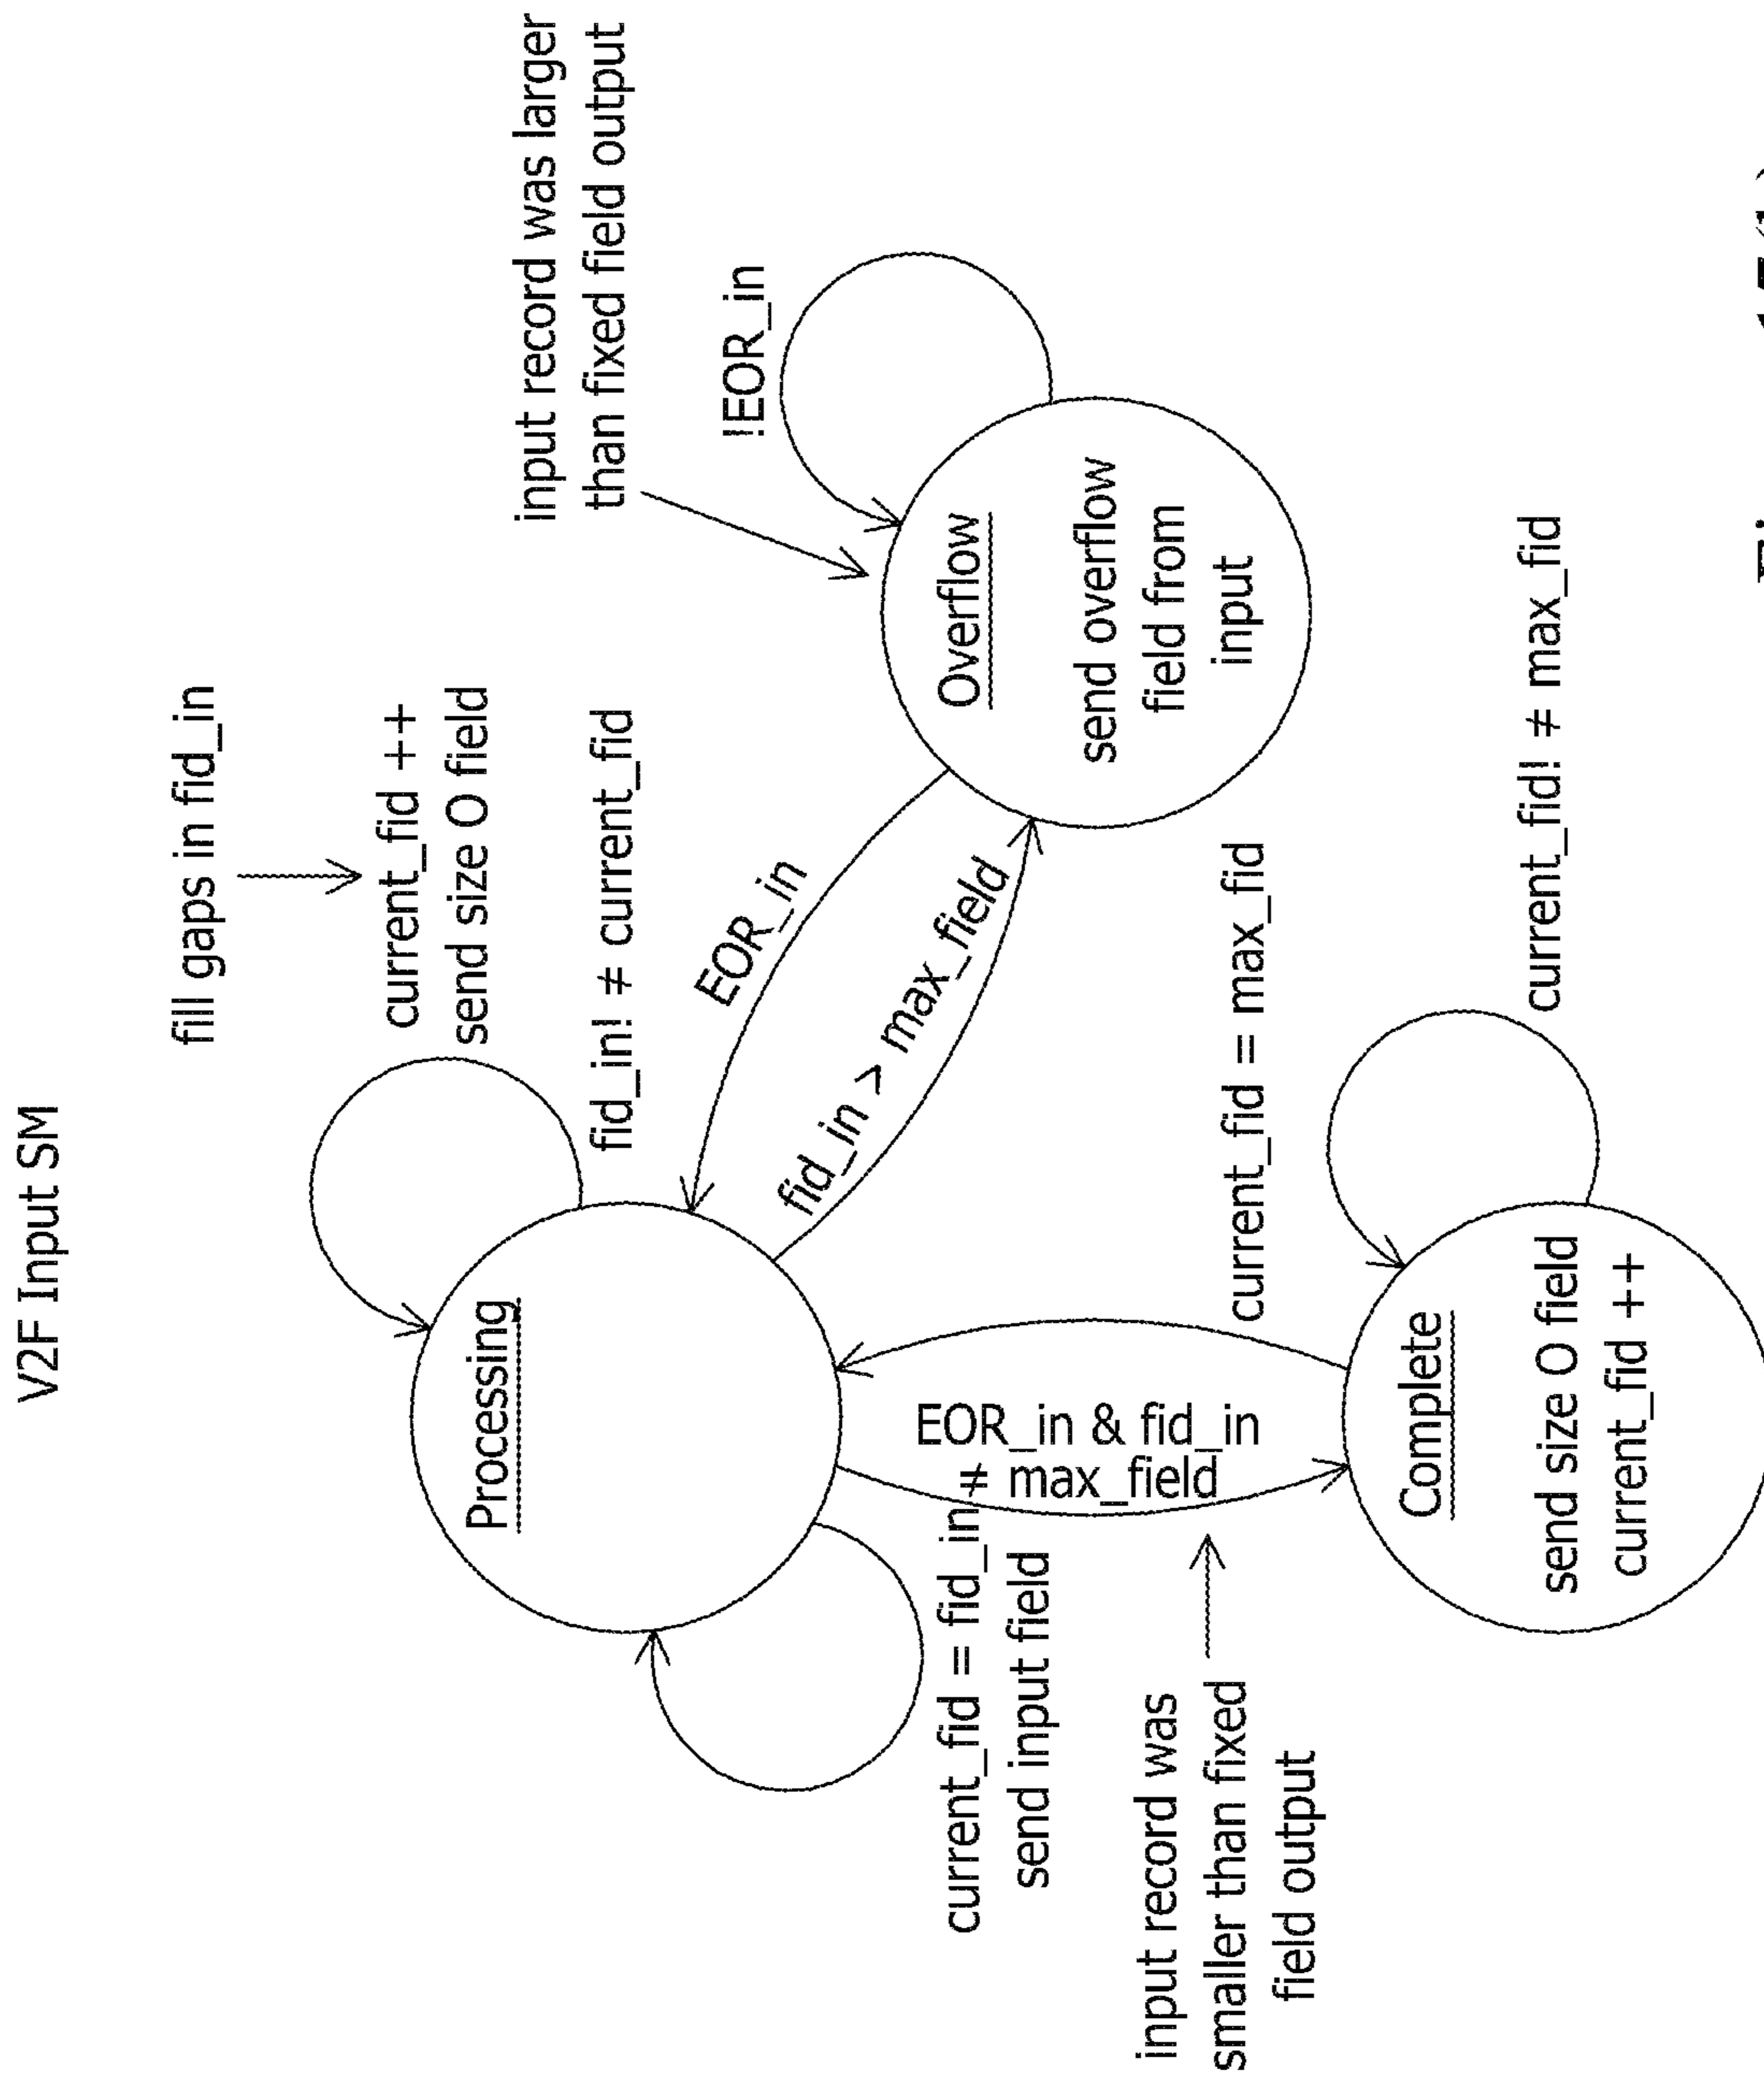 V2F Input SM
fill gaps in fid_in
current_fid ++
send size O field
fid_in! ≠ current_fid
input record was larger
than fixed field output
!EOR_in
Processing
EOR_in
fid_in > max_field
Overflow
send overflow
field from
input
current_fid = fid_in
send input field
EOR_in & fid_in
≠ max_field
current_fid = max_fid
input record was
smaller than fixed
field output
Complete
send size O field
current_fid ++
current_fid! ≠ max_fid